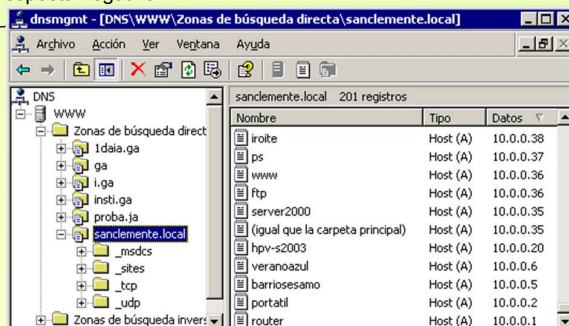 dnsmgmt - [DNS\WWW\Zonas de búsqueda directa\sanclemente.local]
Archivo Acción Ver Ventana Ayuda
DNS
WWW
Zonas de búsqueda direct
1daia.ga
ga
i.ga
insti.ga
proba.ja
sanclemente.local
_msdcs
_sites
_tcp
_udp
Zonas de búsqueda invers
sanclemente.local 201 registros
Nombre Tipo Datos
iroite Host (A) 10.0.0.38
ps Host (A) 10.0.0.37
www Host (A) 10.0.0.36
ftp Host (A) 10.0.0.36
server2000 Host (A) 10.0.0.35
(igual que la carpeta principal) Host (A) 10.0.0.35
hpv-s2003 Host (A) 10.0.0.20
veranoazul Host (A) 10.0.0.6
barriosesamo Host (A) 10.0.0.5
portatil Host (A) 10.0.0.2
router Host (A) 10.0.0.1